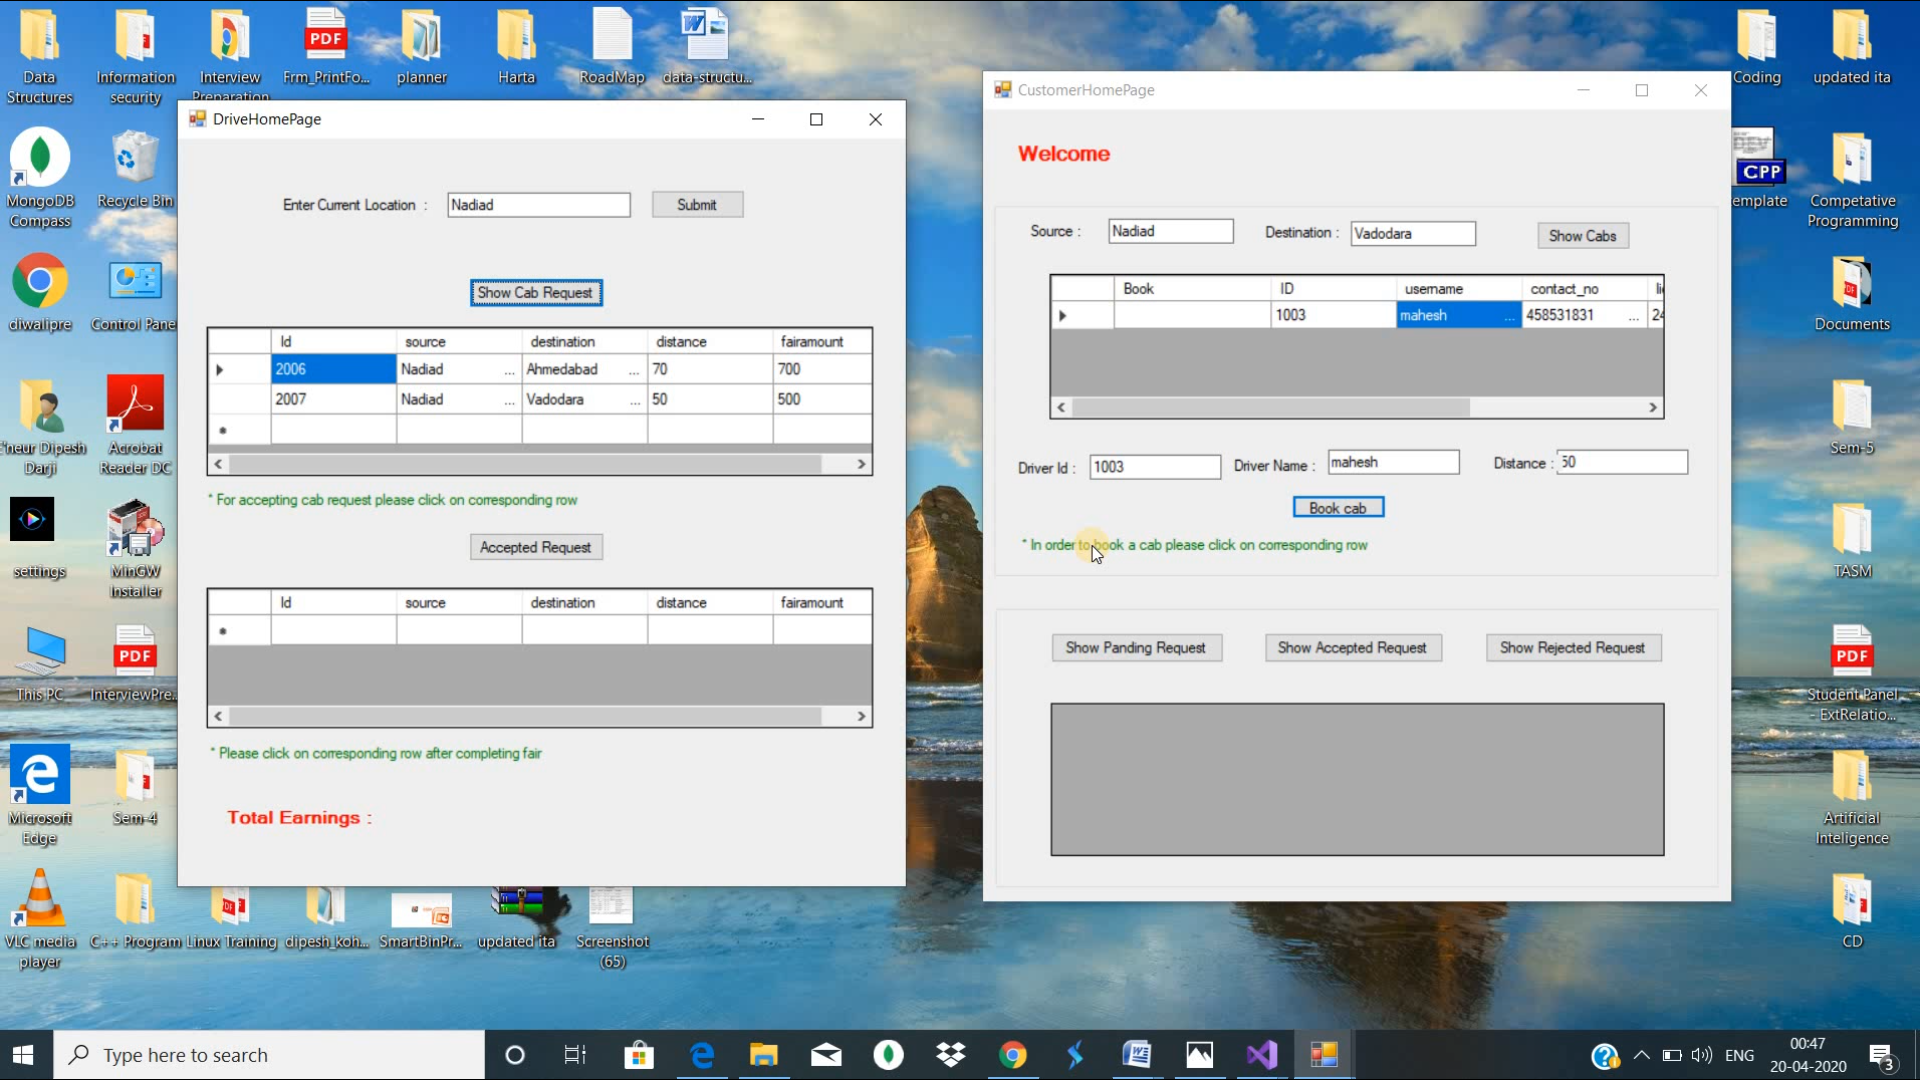 Data
Structures
Information
security
Interview
Preparation
PDF
Frm_PrintFo...
planner
Harta
RoadMap
data-structu...
Coding
updated ita
MongoDB
Compass
Recycle Bin
CPP
Competative
Programming
diwalipre
Documents
Darji
Acrobat
Reader DC
Sem-5
settings
MinGW
Installer
TASM
This PC
PDF
InterviewPre...
PDF
Student Panel
- ExtRelatio...
Microsoft
Edge
Sem-4
Artificial
Inteligence
VLC media
player
C++ Program
Linux Training
dipesh_koh...
SmartBinPr...
updated ita
Screenshot
(65)
CD
DriveHomePage
Enter Current Location :
Nadiad
Submit
Show Cab Request
Id source destination distance fairamount
2006 Nadiad ... Ahmedabad ... 70 700
2007 Nadiad ... Vadodara ... 50 500
* For accepting cab request please click on corresponding row
Accepted Request
Id source destination distance fairamount
* Please click on corresponding row after completing fair
Total Earnings :
CustomerHomePage
Welcome
Source : Nadiad Destination : Vadodara Show Cabs
Book ID username contact_no
1003 mahesh ... 458531831 ...
Driver Id : 1003 Driver Name : mahesh Distance : 50
Book cab
* In order to book a cab please click on corresponding row
Show Panding Request Show Accepted Request Show Rejected Request
Type here to search
ENG
00:47
20-04-2020
3